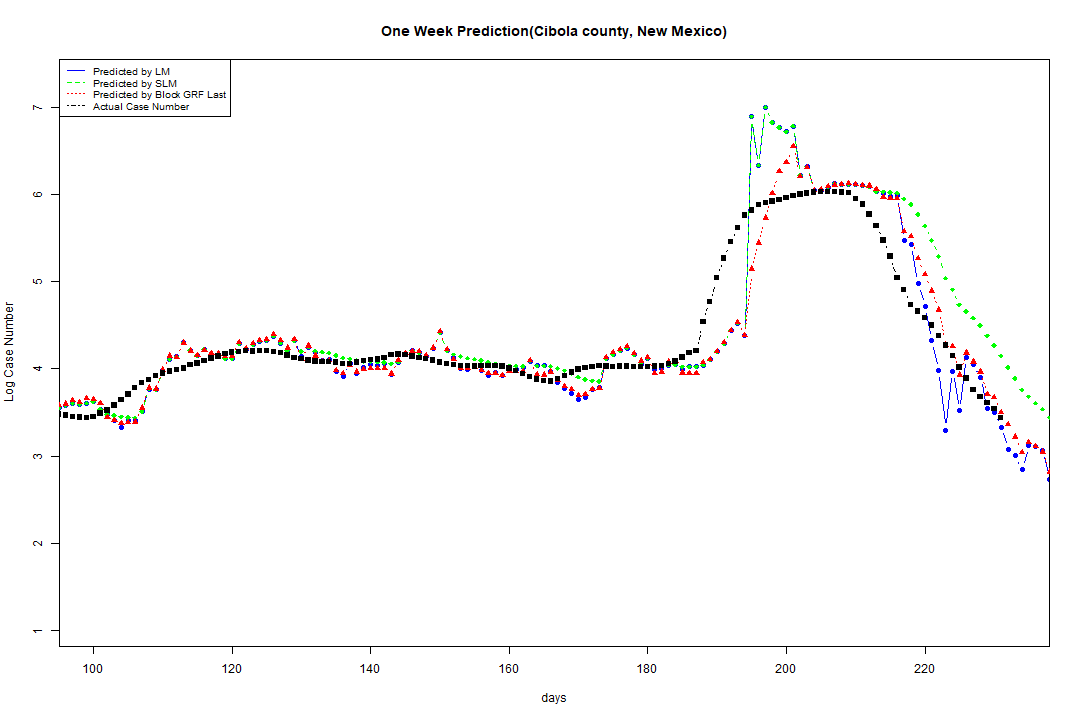 One Week Prediction(Cibola county, New Mexico)
Predicted by LM
Predicted by SLM
Predicted by Block GRF Last
Actual Case Number
7
6
5
4
3
2
1
Log Case Number
100 120 140 160 180 200 220
days